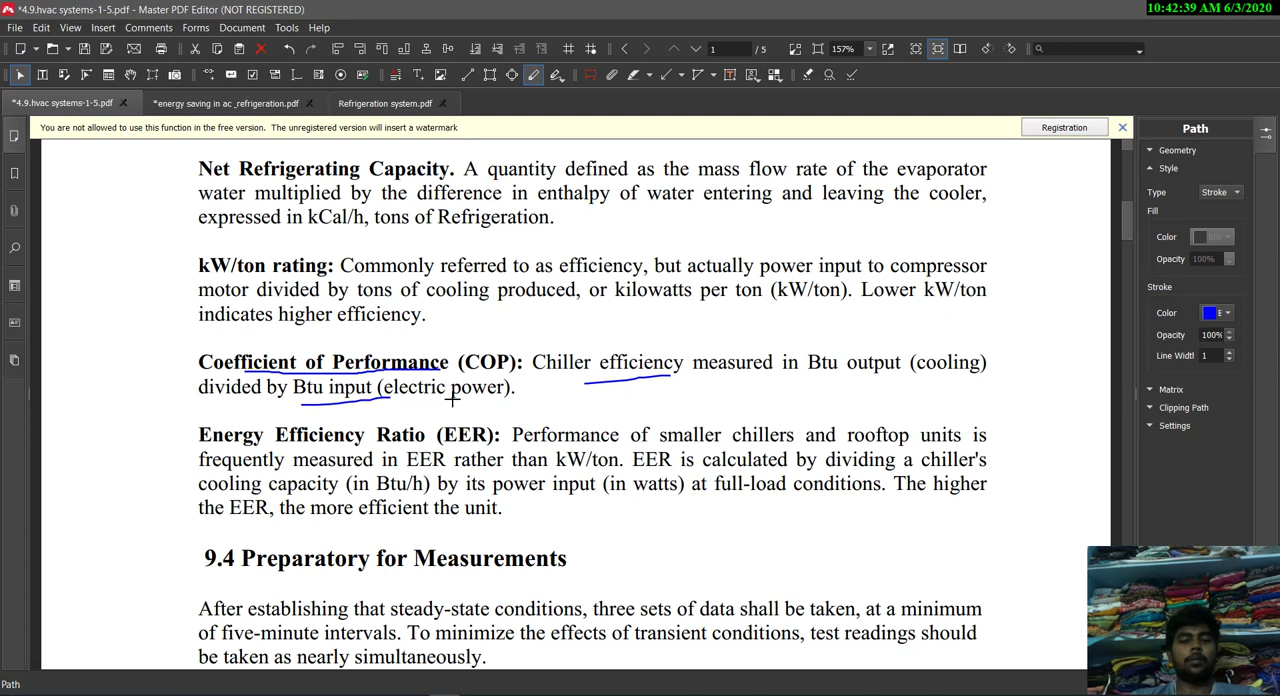 *4.9.hvac systems-1-5.pdf - Master PDF Editor (NOT REGISTERED)
10:42:39 AM 6/3/2020
File Edit View Insert Comments Forms Document Tools Help
1 / 5 157%
*4.9.hvac systems-1-5.pdf *energy saving in ac_refrigeration.pdf Refrigeration system.pdf
You are not allowed to use this function in the free version. The unregistered version will insert a watermark
Registration
Net Refrigerating Capacity. A quantity defined as the mass flow rate of the evaporator
water multiplied by the difference in enthalpy of water entering and leaving the cooler,
expressed in kCal/h, tons of Refrigeration.
kW/ton rating: Commonly referred to as efficiency, but actually power input to compressor
motor divided by tons of cooling produced, or kilowatts per ton (kW/ton). Lower kW/ton
indicates higher efficiency.
Coefficient of Performance (COP): Chiller efficiency measured in Btu output (cooling)
divided by Btu input (electric power).
Energy Efficiency Ratio (EER): Performance of smaller chillers and rooftop units is
frequently measured in EER rather than kW/ton. EER is calculated by dividing a chiller's
cooling capacity (in Btu/h) by its power input (in watts) at full-load conditions. The higher
the EER, the more efficient the unit.
9.4 Preparatory for Measurements
After establishing that steady-state conditions, three sets of data shall be taken, at a minimum
of five-minute intervals. To minimize the effects of transient conditions, test readings should
be taken as nearly simultaneously.
Path
Geometry
Style
Type Stroke
Fill
Color
Opacity 100%
Stroke
Color
Opacity 100%
Line Widt 1
Matrix
Clipping Path
Settings
Path